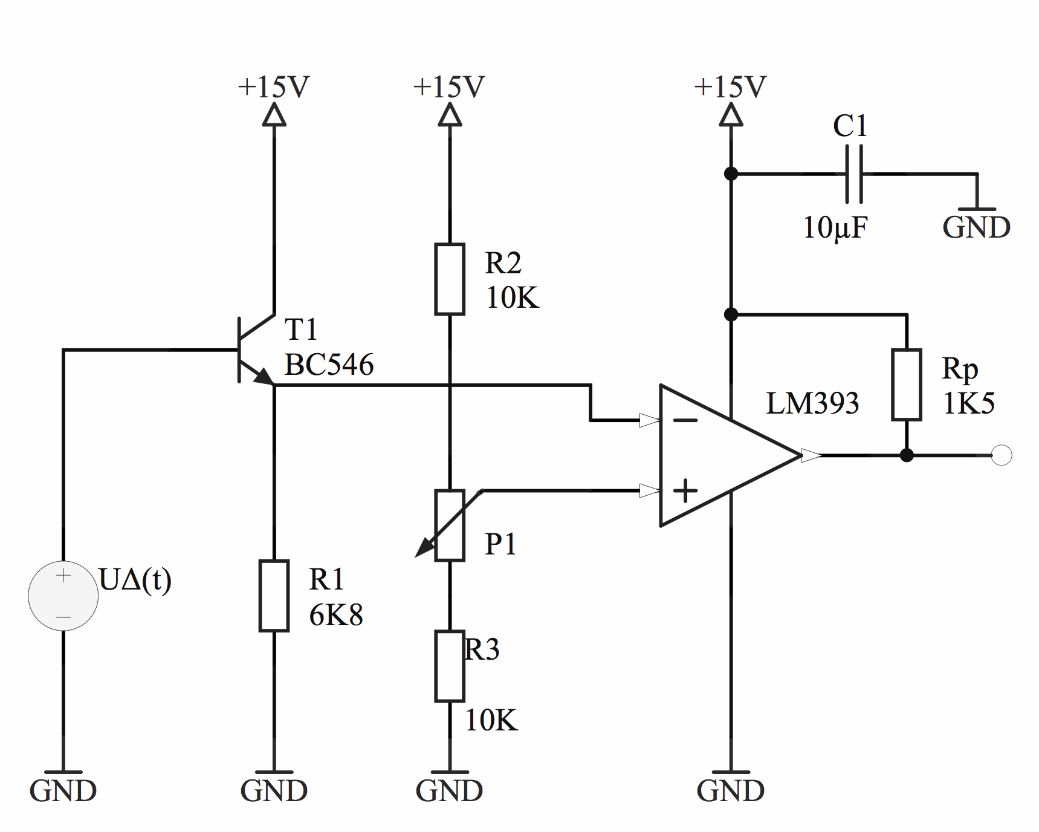 +15V
+15V
+15V
C1
10µF
GND
R2
10K
T1
BC546
LM393
Rp
1K5
−
+
P1
+
−
UΔ(t)
R1
6K8
R3
10K
GND
GND
GND
GND